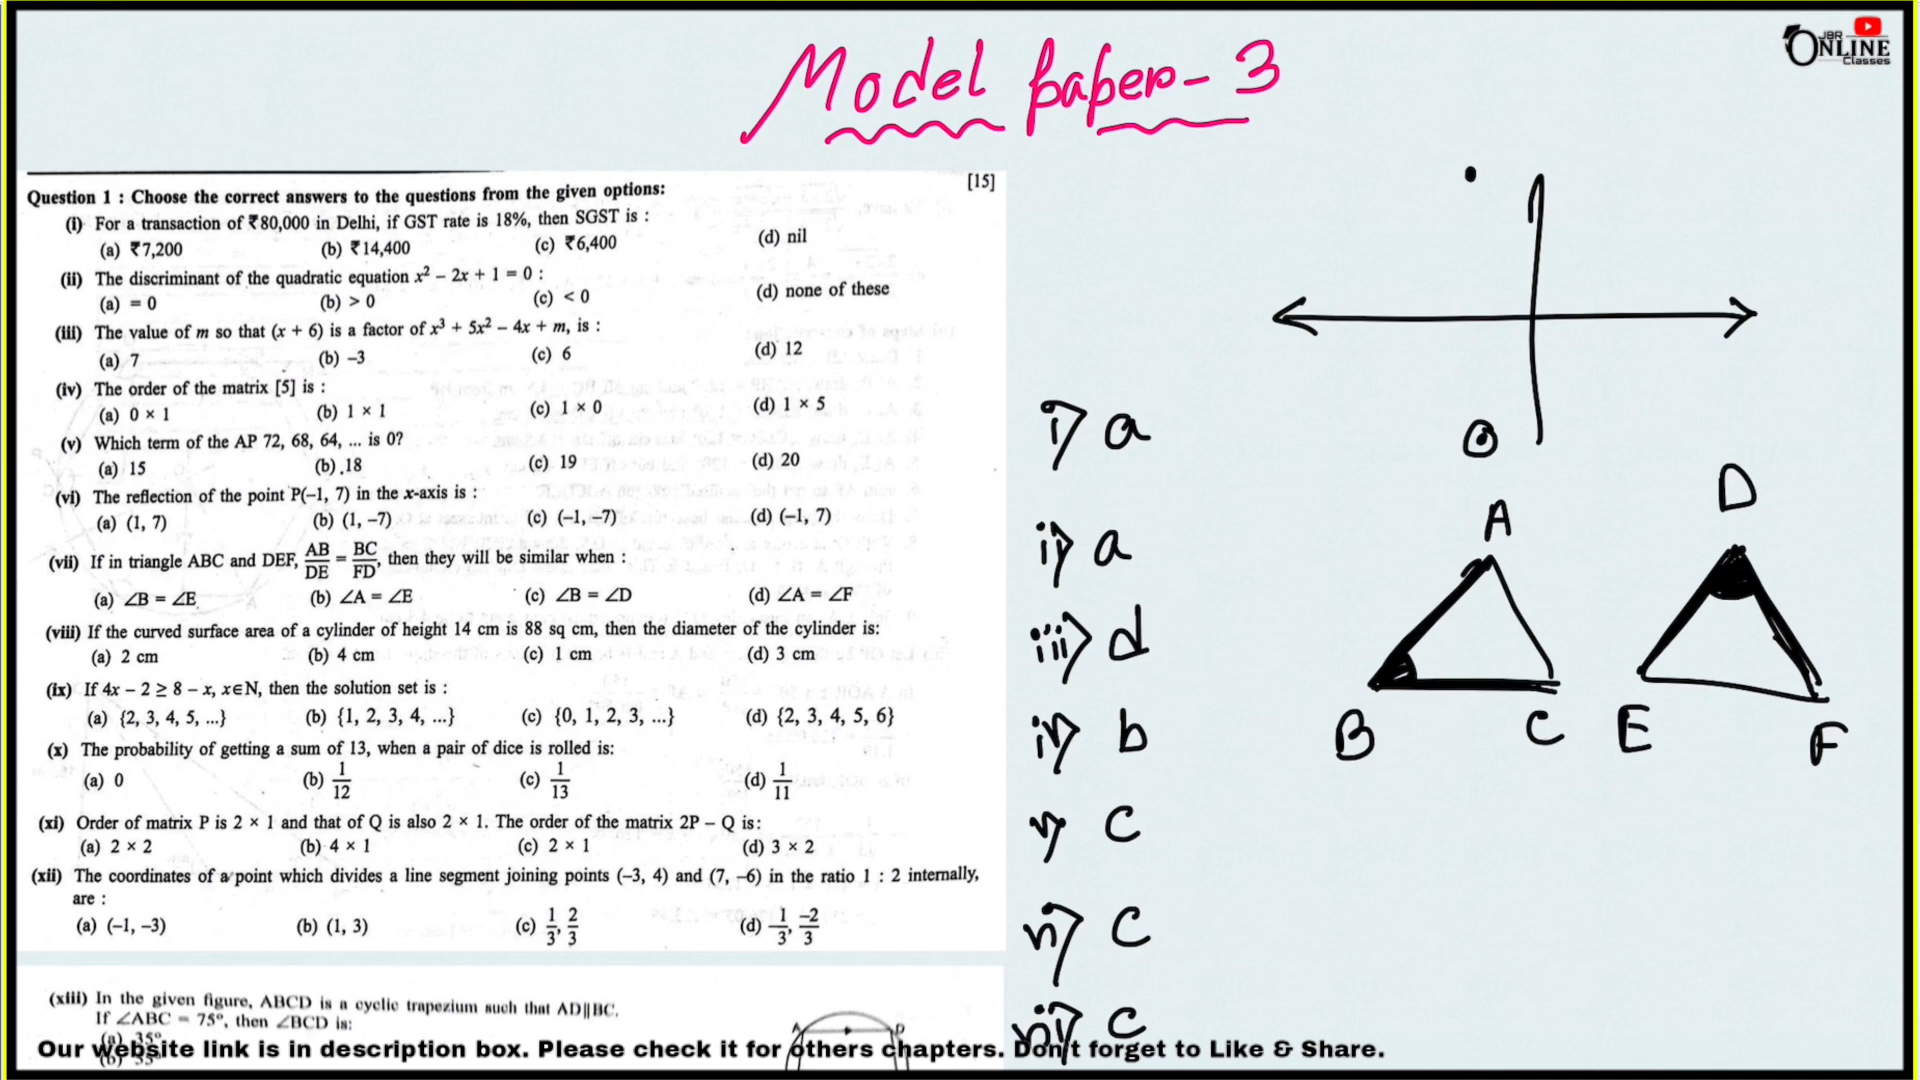 JBR
ONLINE
Classes
Model paper - 3
[15]
Question 1 : Choose the correct answers to the questions from the given options:
(i) For a transaction of ₹80,000 in Delhi, if GST rate is 18%, then SGST is :
(a) ₹7,200 (b) ₹14,400 (c) ₹6,400 (d) nil
(ii) The discriminant of the quadratic equation x² – 2x + 1 = 0 :
(a) = 0 (b) > 0 (c) < 0 (d) none of these
(iii) The value of m so that (x + 6) is a factor of x³ + 5x² – 4x + m, is :
(a) 7 (b) –3 (c) 6 (d) 12
(iv) The order of the matrix [5] is :
(a) 0 × 1 (b) 1 × 1 (c) 1 × 0 (d) 1 × 5
(v) Which term of the AP 72, 68, 64, ... is 0?
(a) 15 (b) 18 (c) 19 (d) 20
(vi) The reflection of the point P(–1, 7) in the x-axis is :
(a) (1, 7) (b) (1, –7) (c) (–1, –7) (d) (–1, 7)
(vii) If in triangle ABC and DEF, AB/DE = BC/FD, then they will be similar when :
(a) ∠B = ∠E (b) ∠A = ∠E (c) ∠B = ∠D (d) ∠A = ∠F
(viii) If the curved surface area of a cylinder of height 14 cm is 88 sq cm, then the diameter of the cylinder is:
(a) 2 cm (b) 4 cm (c) 1 cm (d) 3 cm
(ix) If 4x – 2 ≥ 8 – x, x∈N, then the solution set is :
(a) {2, 3, 4, 5, ...} (b) {1, 2, 3, 4, ...} (c) {0, 1, 2, 3, ...} (d) {2, 3, 4, 5, 6}
(x) The probability of getting a sum of 13, when a pair of dice is rolled is:
(a) 0 (b) 1/12 (c) 1/13 (d) 1/11
(xi) Order of matrix P is 2 × 1 and that of Q is also 2 × 1. The order of the matrix 2P – Q is:
(a) 2 × 2 (b) 4 × 1 (c) 2 × 1 (d) 3 × 2
(xii) The coordinates of a point which divides a line segment joining points (–3, 4) and (7, –6) in the ratio 1 : 2 internally,
are :
(a) (–1, –3) (b) (1, 3) (c) 1/3, 2/3 (d) 1/3, –2/3
(xiii) In the given figure, ABCD is a cyclic trapezium such that AD∥BC.
If ∠ABC = 75°, then ∠BCD is:
A D
i) a
ii) a
iii) d
iv) b
v) c
vi) c
vii) c
A
B
C
D
E
F
Our website link is in description box. Please check it for others chapters. Don't forget to Like & Share.